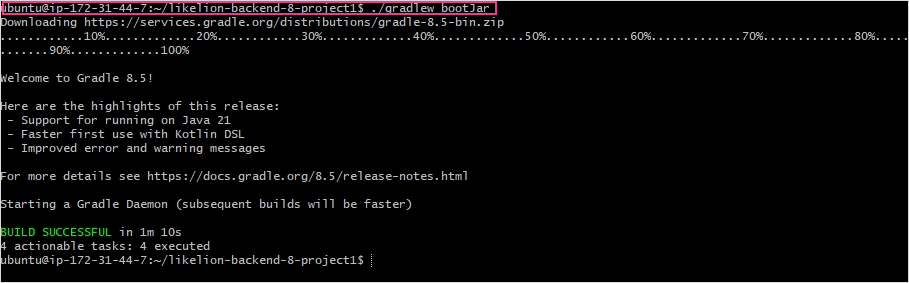 ubuntu@ip-172-31-44-7:~/likelion-backend-8-project1$ ./gradlew bootJar
Downloading https://services.gradle.org/distributions/gradle-8.5-bin.zip
............10%............20%............30%.............40%............50%............60%............70%.............80%.....
.......90%.............100%
Welcome to Gradle 8.5!
Here are the highlights of this release:
 - Support for running on Java 21
 - Faster first use with Kotlin DSL
 - Improved error and warning messages
For more details see https://docs.gradle.org/8.5/release-notes.html
Starting a Gradle Daemon (subsequent builds will be faster)
BUILD SUCCESSFUL in 1m 10s
4 actionable tasks: 4 executed
ubuntu@ip-172-31-44-7:~/likelion-backend-8-project1$